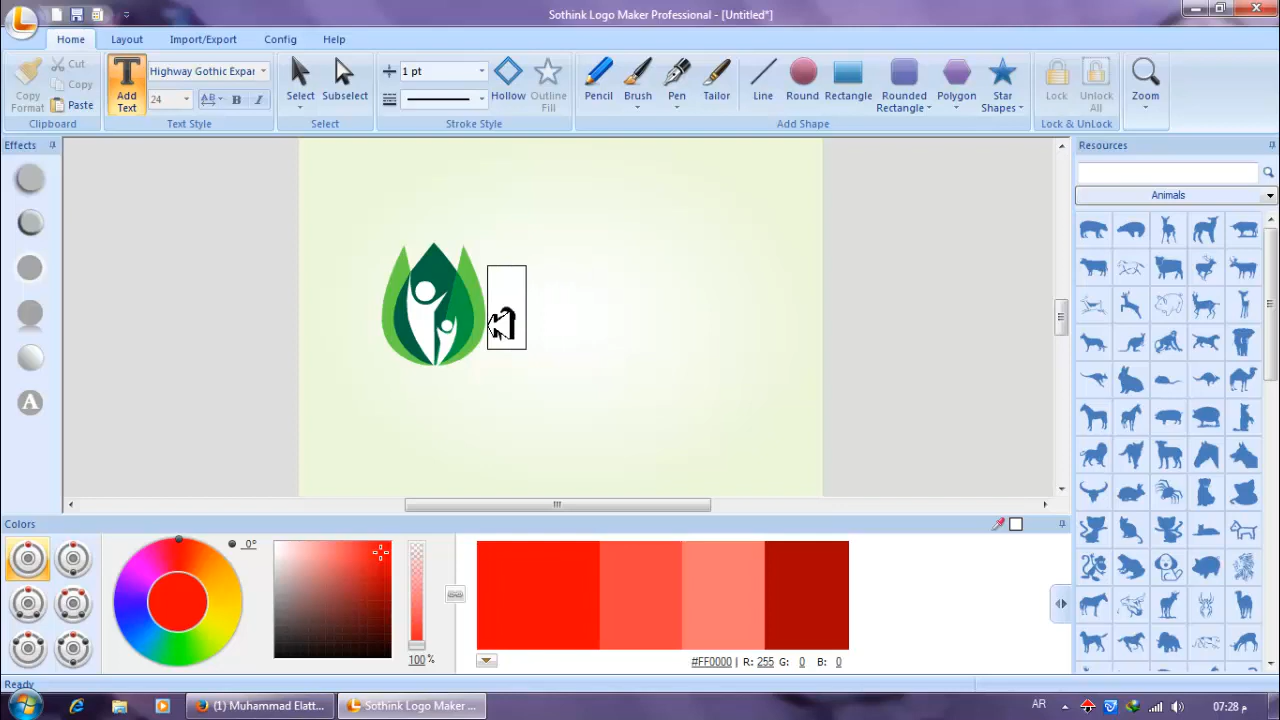 Sothink Logo Maker Professional - [Untitled*]
Home Layout Import/Export Config Help
Copy Format
Cut
Copy
Paste
Clipboard
Add Text
Highway Gothic Expar
24
AB B I
Text Style
Select
Subselect
Select
1 pt
Hollow
Outline Fill
Stroke Style
Pencil
Brush
Pen
Tailor
Line
Round
Rectangle
Rounded Rectangle
Polygon
Star Shapes
Add Shape
Lock
Unlock All
Lock & UnLock
Zoom
Effects
A
Resources
Animals
Colors
0°
100 %
#FF0000 | R: 255 G: 0 B: 0
Ready
(1) Muhammad Elatt...
Sothink Logo Maker ...
AR
07:28 م